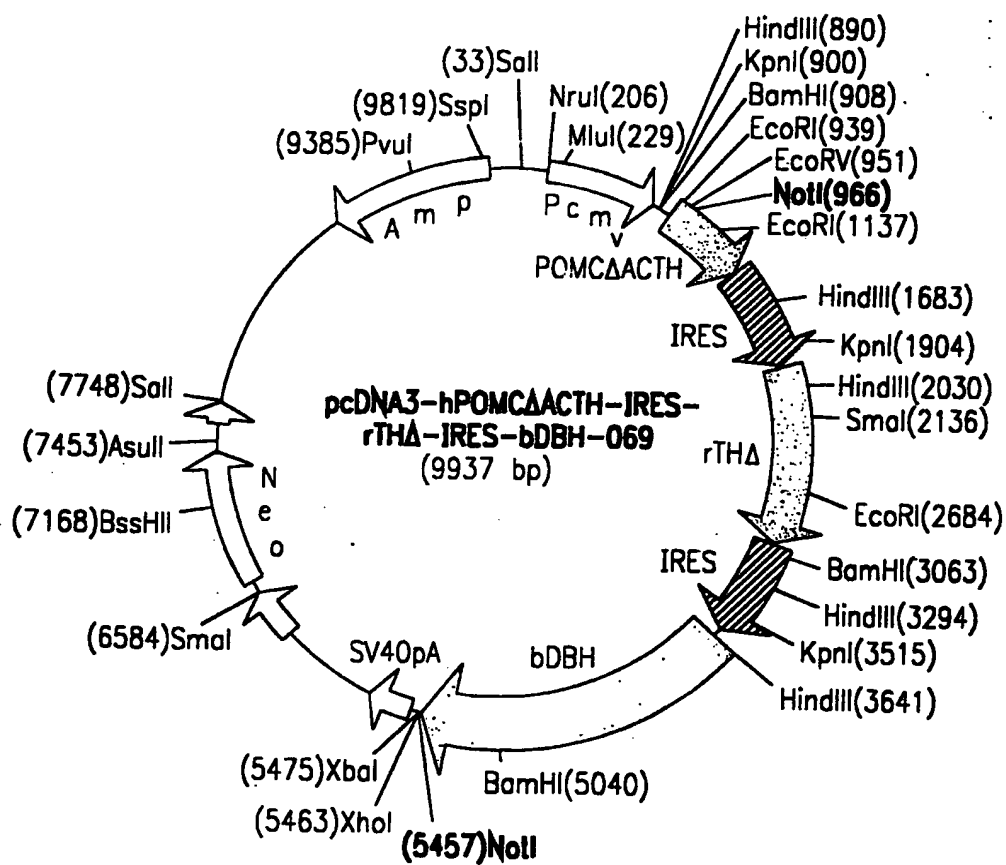 HindIII(890)
KpnI(900)
BamHI(908)
EcoRI(939)
EcoRV(951)
NotI(966)
EcoRI(1137)
(33)SalI
(9819)SspI
(9385)PvuI
NruI(206)
MluI(229)
Amp
Pcmv
POMCΔACTH
HindIII(1683)
IRES
KpnI(1904)
HindIII(2030)
SmaI(2136)
rTHΔ
EcoRI(2684)
(7748)SalI
(7453)AsuII
(7168)BssHII
Neo
pcDNA3-hPOMCΔACTH-IRES-
rTHΔ-IRES-bDBH-069
(9937 bp)
IRES
BamHI(3063)
HindIII(3294)
KpnI(3515)
HindIII(3641)
(6584)SmaI
SV40pA
bDBH
(5475)XbaI
BamHI(5040)
(5463)XhoI
(5457)NotI